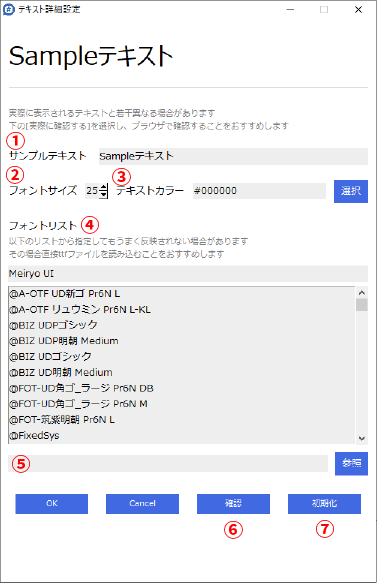 テキスト詳細設定
Sampleテキスト
実際に表示されるテキストと若干異なる場合があります
下の[実際に確認する]を選択し、ブラウザで確認することをおすすめします
①
サンプルテキスト Sampleテキスト
② ③
フォントサイズ 25 テキストカラー #000000 選択
フォントリスト ④
以下のリストから指定してもうまく反映されない場合があります
その場合直接ttfファイルを読み込むことをおすすめします
Meiryo UI
@A-OTF UD新ゴ Pr6N L
@A-OTF リュウミン Pr6N L-KL
@BIZ UDPゴシック
@BIZ UDP明朝 Medium
@BIZ UDゴシック
@BIZ UD明朝 Medium
@FOT-UD角ゴ_ラージ Pr6N DB
@FOT-UD角ゴ_ラージ Pr6N M
@FOT-筑紫明朝 Pr6N L
@FixedSys
⑤ 参照
OK Cancel 確認 初期化
⑥ ⑦